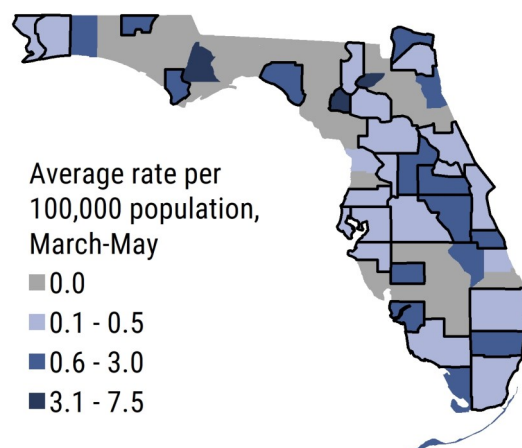 Average rate per
100,000 population,
March-May
0.0
0.1 - 0.5
0.6 - 3.0
3.1 - 7.5